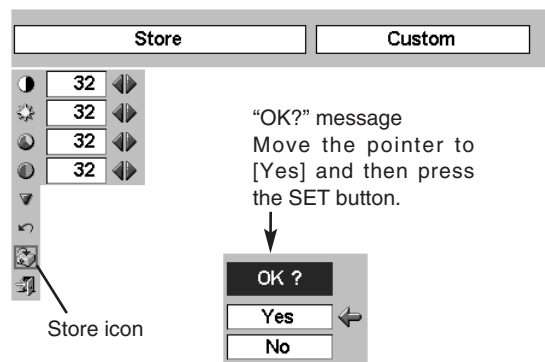 Store Custom
32
32
32
32
“OK?” message
Move the pointer to
[Yes] and then press
the SET button.
OK ?
Yes
No
Store icon